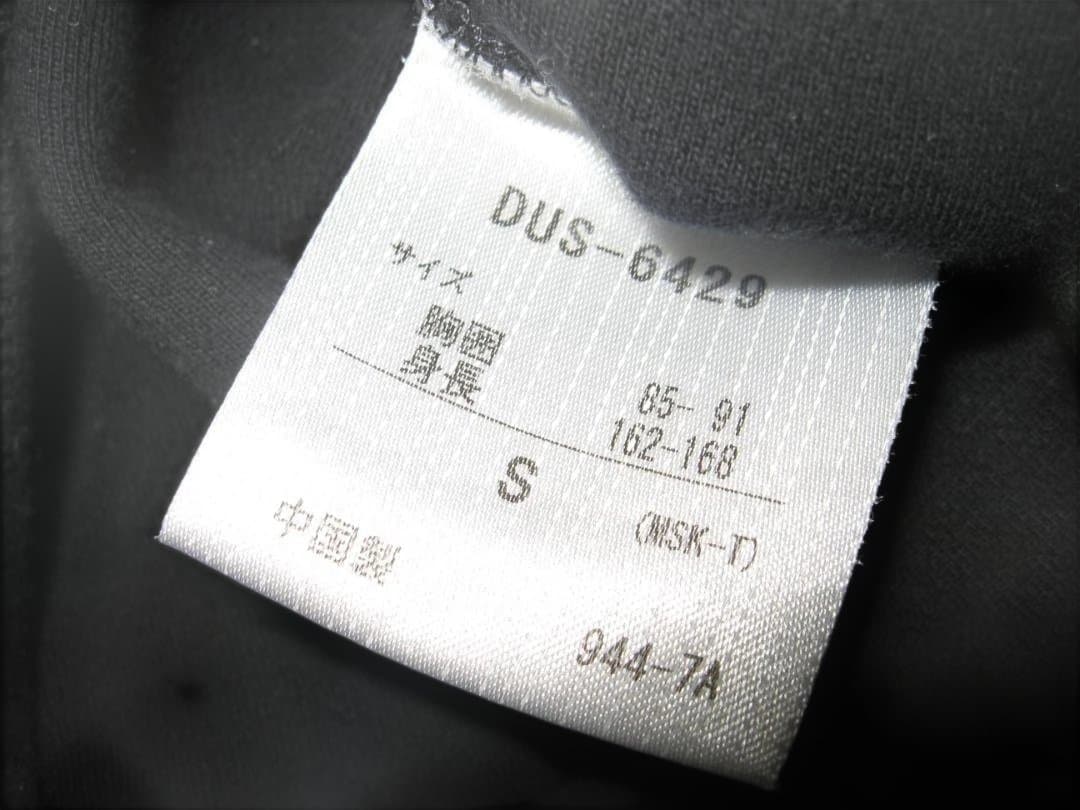 DUS-6429
サイズ
胸囲 85- 91
身長 162-168
S (MSK-T)
中国製
944-7A